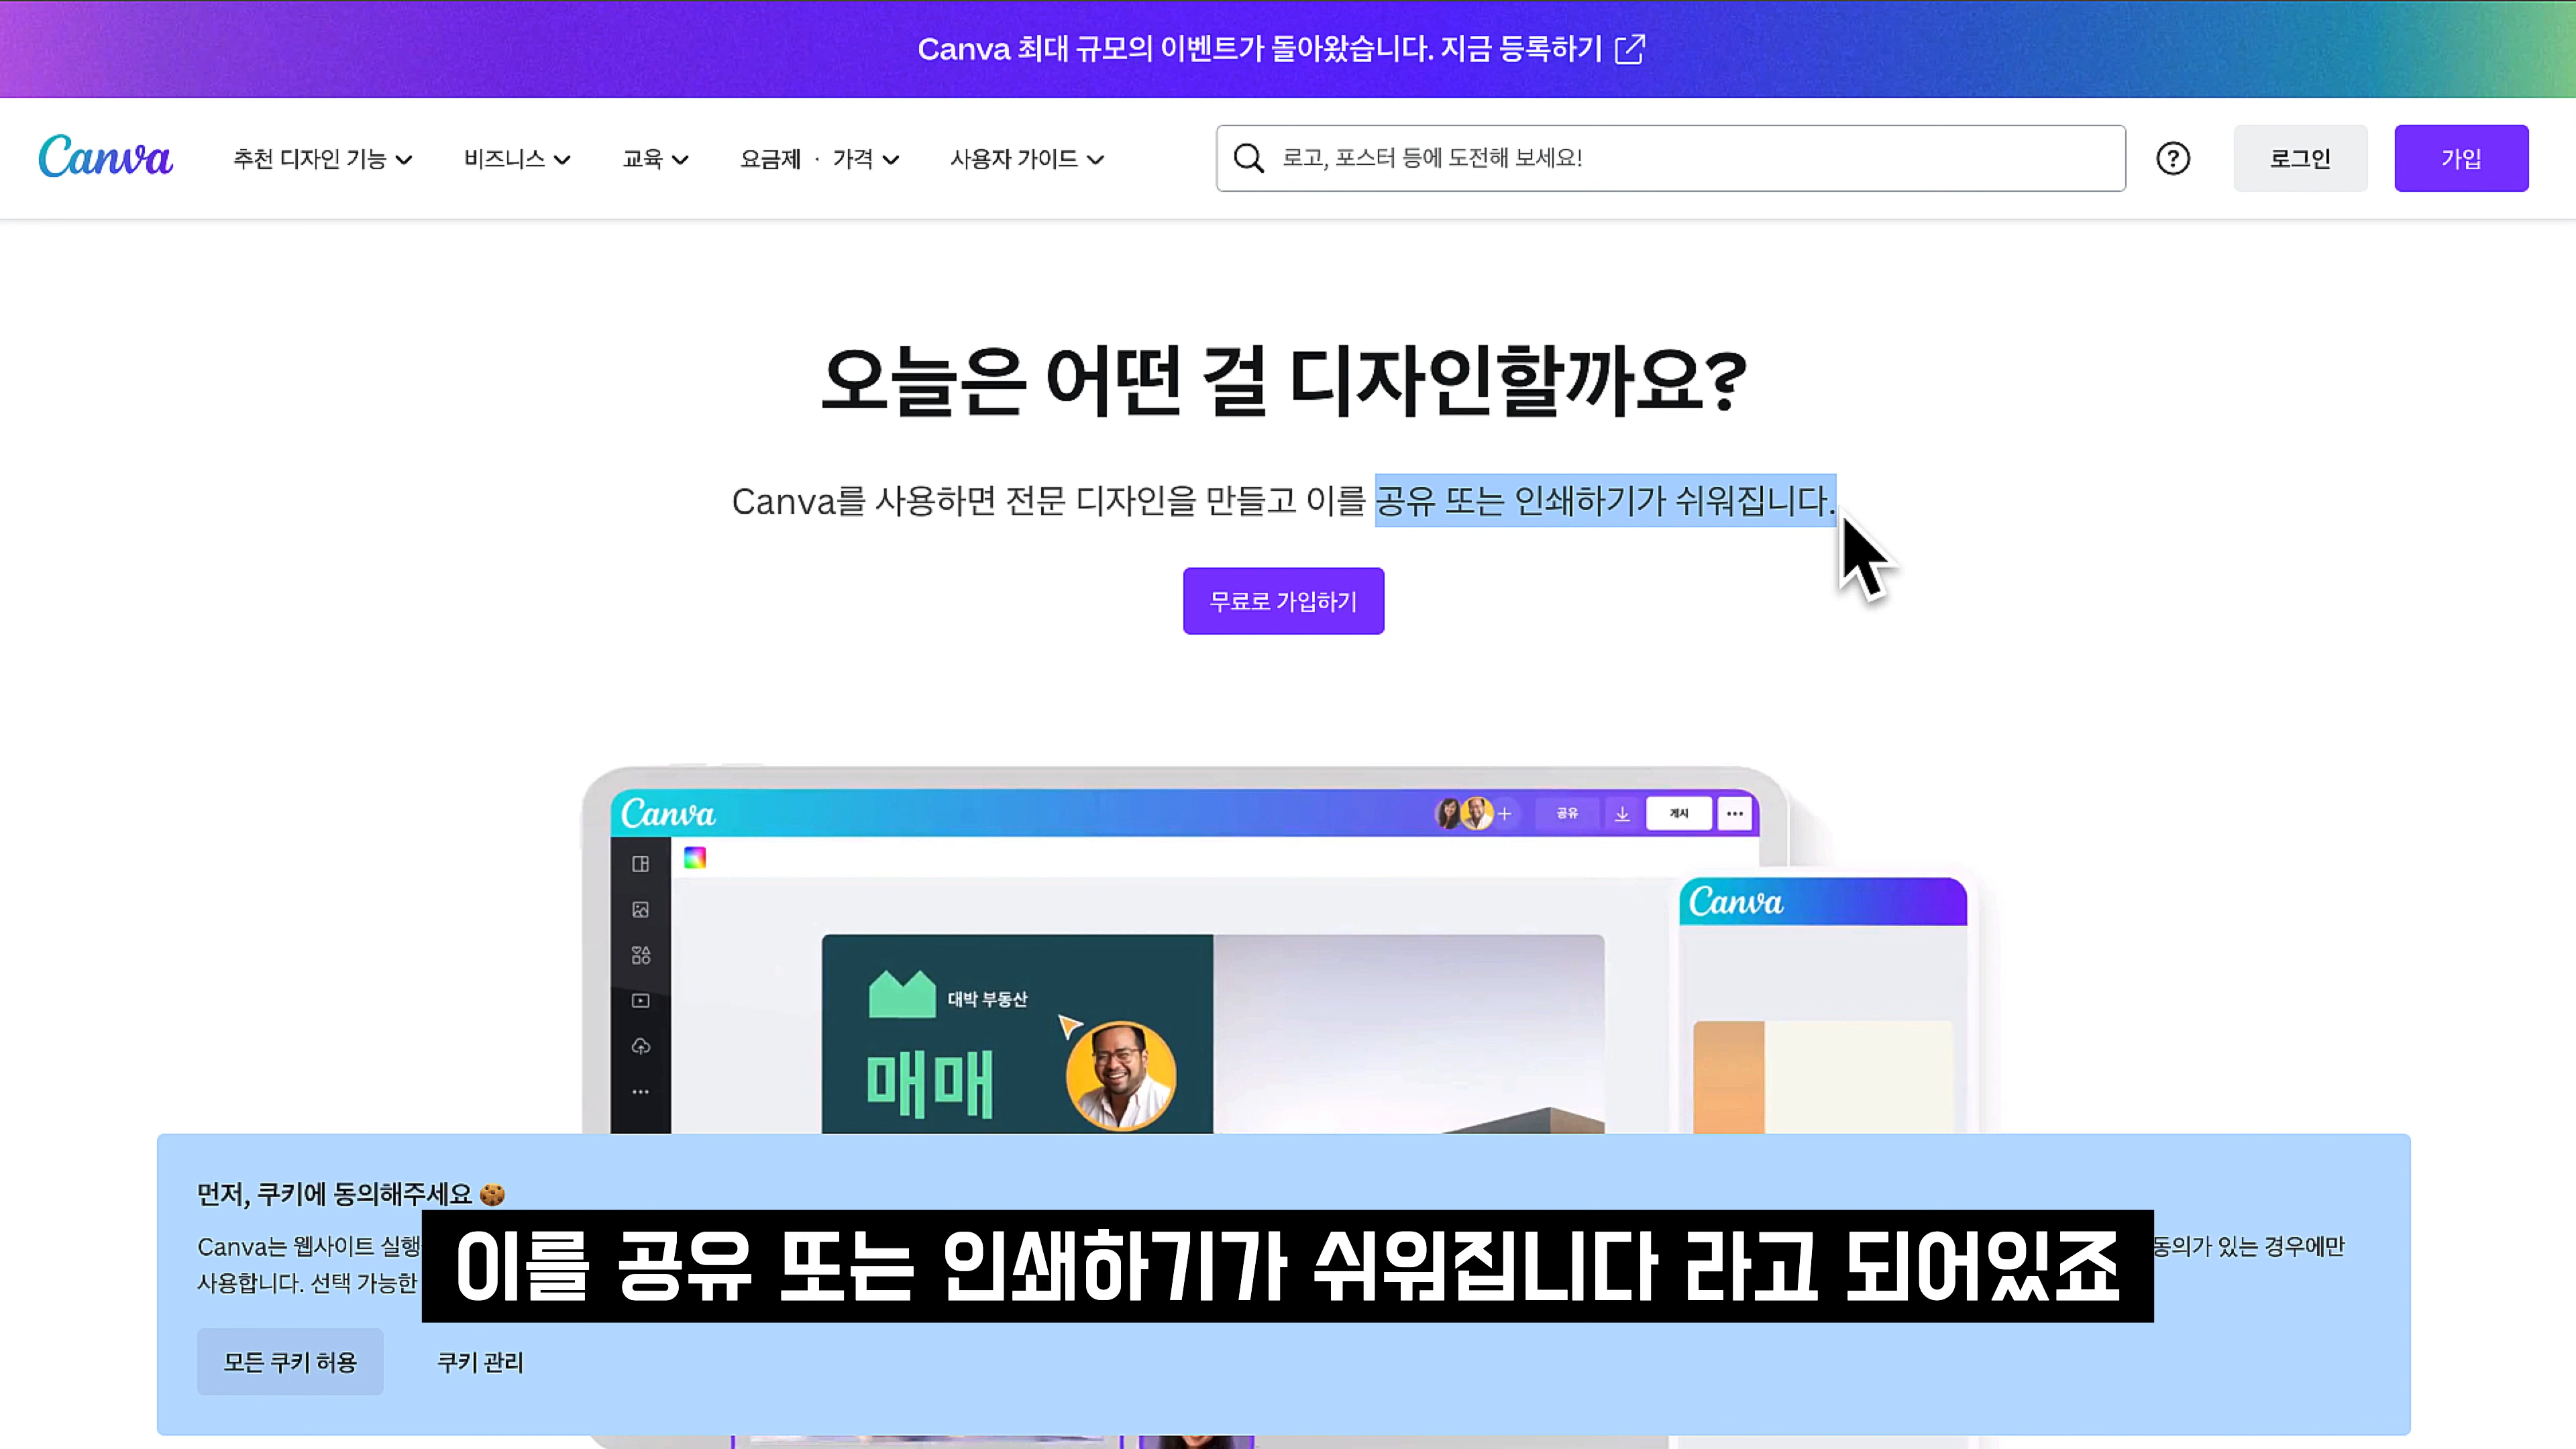 Canva 최대 규모의 이벤트가 돌아왔습니다. 지금 등록하기
Canva
추천 디자인 기능
비즈니스
교육
요금제 · 가격
사용자 가이드
로고, 포스터 등에 도전해 보세요!
로그인
가입
오늘은 어떤 걸 디자인할까요?
Canva를 사용하면 전문 디자인을 만들고 이를 공유 또는 인쇄하기가 쉬워집니다.
무료로 가입하기
Canva
공유
게시
Canva
대박 부동산
매매
먼저, 쿠키에 동의해주세요 🍪
Canva는 웹사이트 실행 동의가 있는 경우에만
사용합니다. 선택 가능한
이를 공유 또는 인쇄하기가 쉬워집니다 라고 되어있죠
모든 쿠키 허용
쿠키 관리